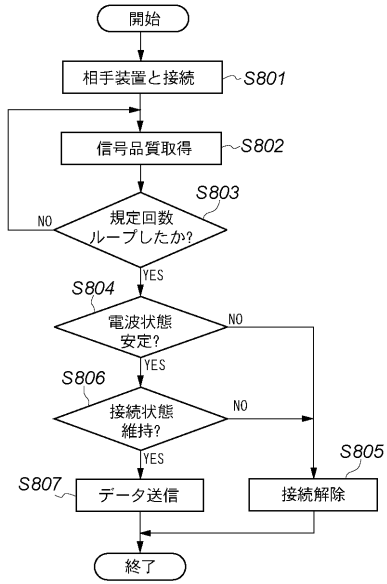 開始
相手装置と接続
S801
信号品質取得
S802
S803
規定回数
ループしたか?
NO
YES
S804
電波状態
安定?
NO
YES
S806
接続状態
維持?
NO
YES
S805
S807
データ送信
接続解除
終了